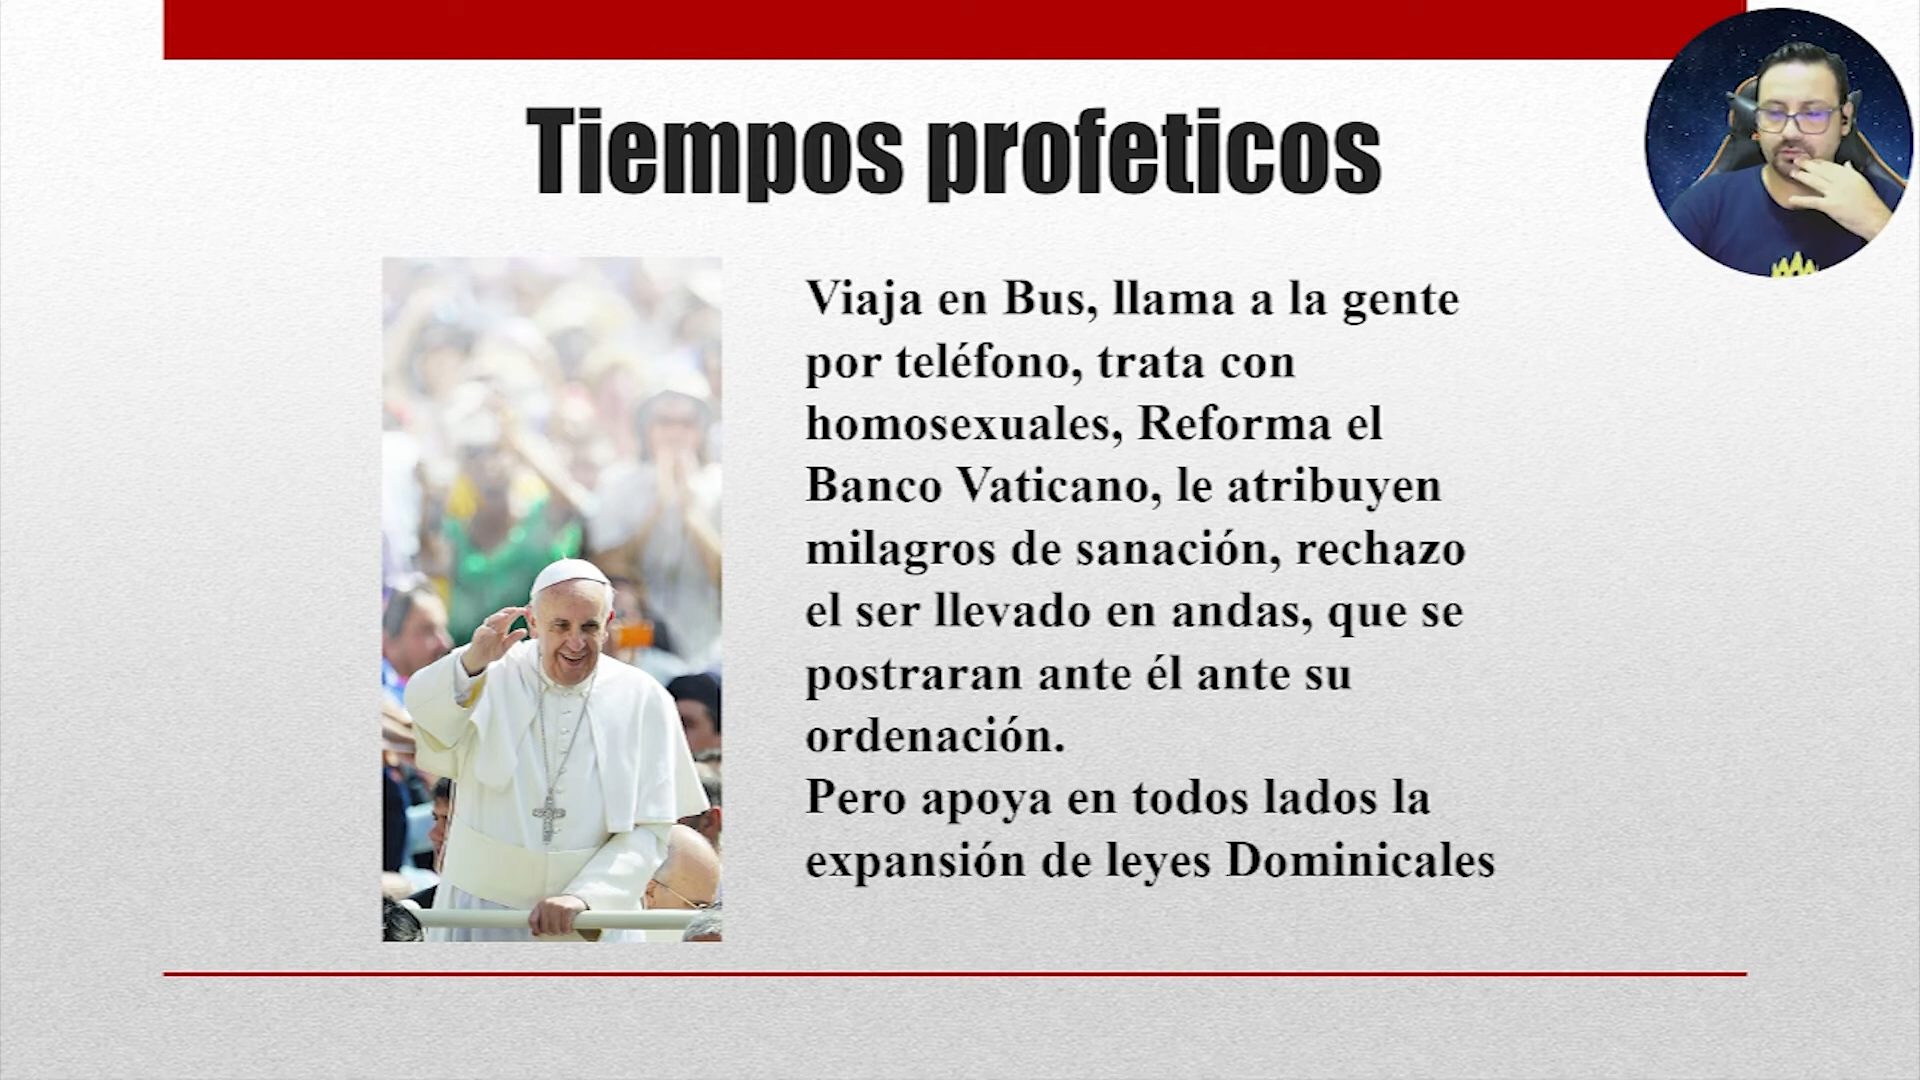 Tiempos profeticos
Viaja en Bus, llama a la gente
por teléfono, trata con
homosexuales, Reforma el
Banco Vaticano, le atribuyen
milagros de sanación, rechazo
el ser llevado en andas, que se
postraran ante él ante su
ordenación.
Pero apoya en todos lados la
expansión de leyes Dominicales